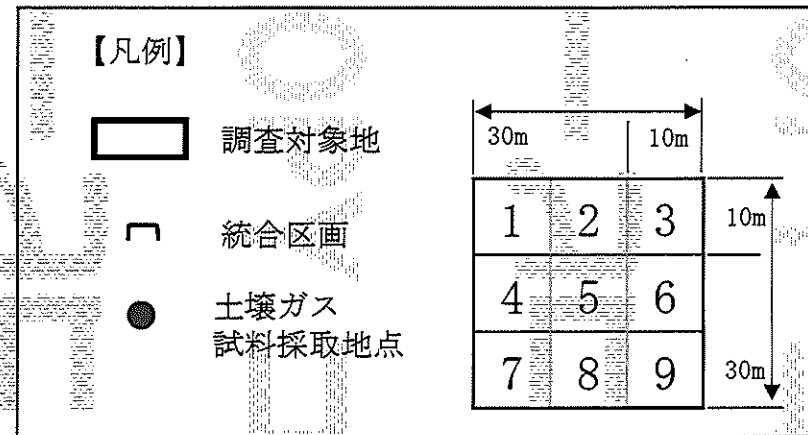 【凡例】
調査対象地
統合区画
土壌ガス
試料採取地点
30m 10m
1 2 3
4 5 6
7 8 9
10m
30m